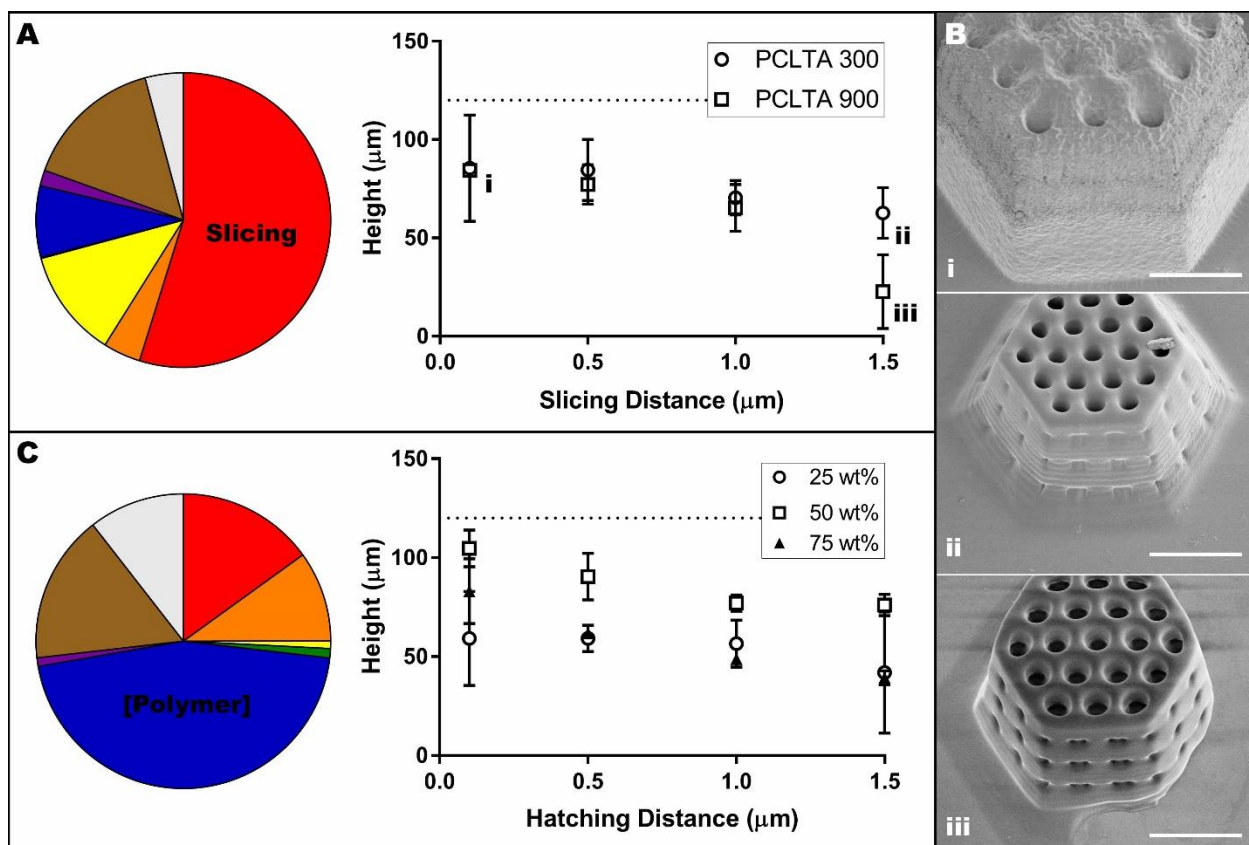 A
Slicing
Height (μm)
150
100
50
0
0.0
0.5
1.0
1.5
Slicing Distance (μm)
PCLTA 300
PCLTA 900
i
ii
iii
B
i
ii
iii
C
[Polymer]
Height (μm)
150
100
50
0
0.0
0.5
1.0
1.5
Hatching Distance (μm)
25 wt%
50 wt%
75 wt%